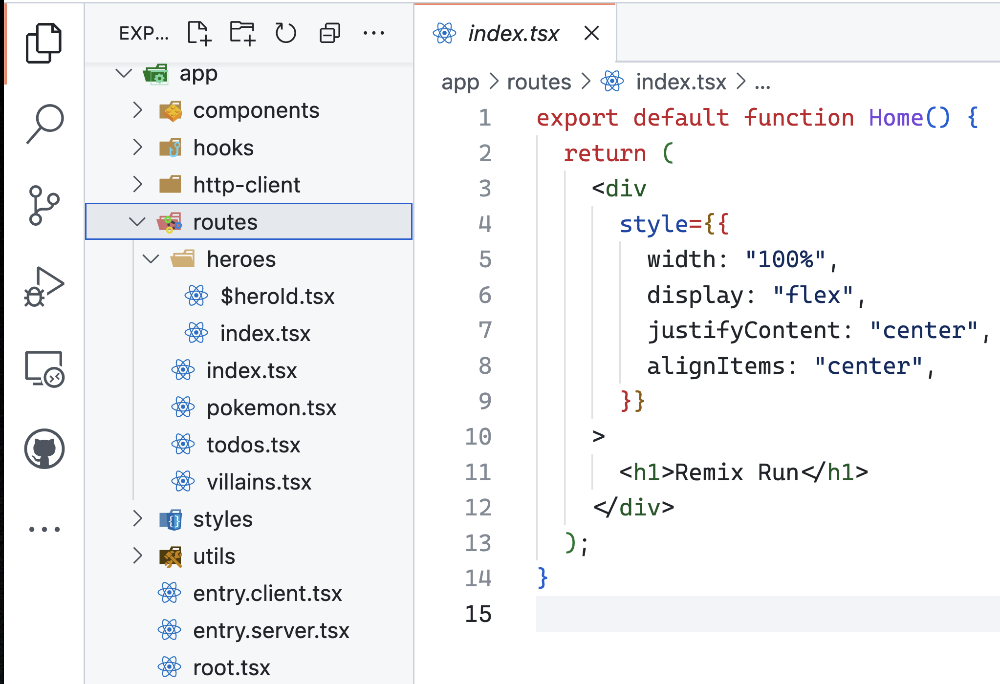 EXP...
app
components
hooks
http-client
routes
heroes
$heroId.tsx
index.tsx
index.tsx
pokemon.tsx
todos.tsx
villains.tsx
styles
utils
entry.client.tsx
entry.server.tsx
root.tsx
index.tsx
app > routes > index.tsx > ...
1 export default function Home() {
2 return (
3 <div
4 style={{
5 width: "100%",
6 display: "flex",
7 justifyContent: "center",
8 alignItems: "center",
9 }}
10 >
11 <h1>Remix Run</h1>
12 </div>
13 );
14 }
15